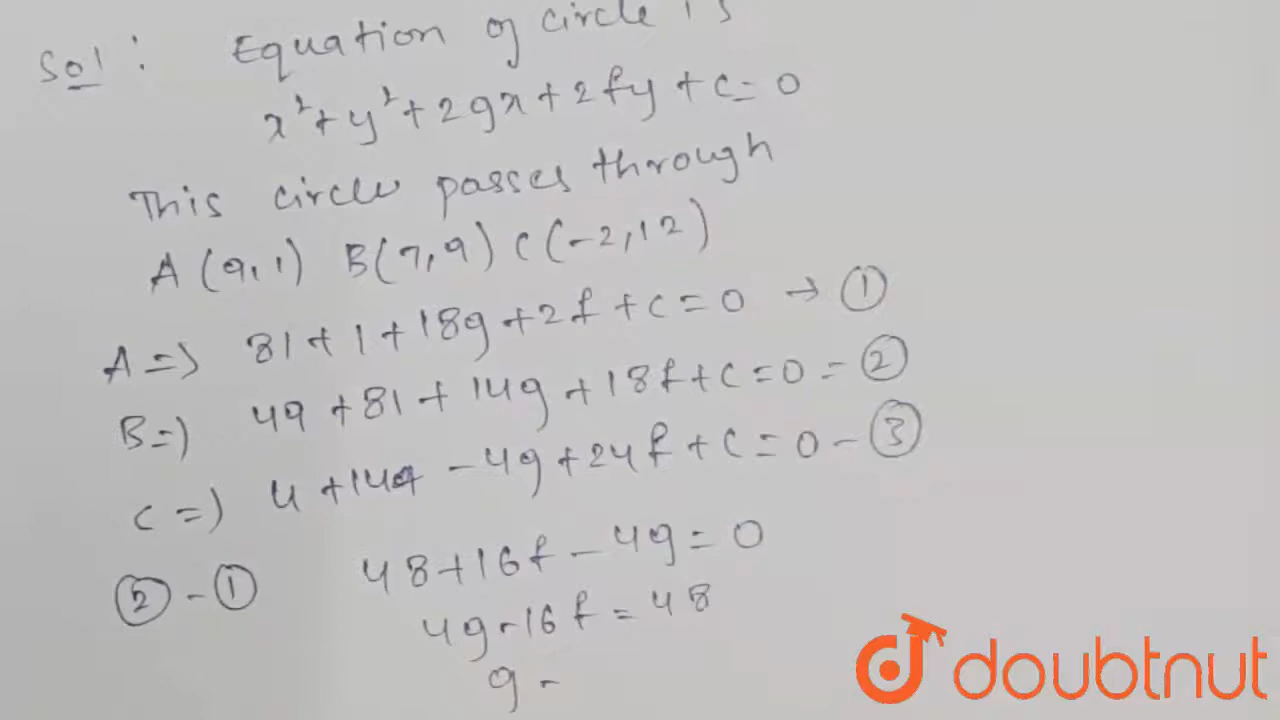 Sol: Equation of circle is
x²+y²+2gx+2fy+c=0
This circle passes through
A(9,1) B(7,9) C(-2,12)
A=) 81+1+18g+2f+c=0 → ①
B=) 49+81+14g+18f+c=0 - ②
C=) 4+144-4g+24f+c=0 - ③
②-① 48+16f-4g=0
4g-16f=48
g -
doubtnut